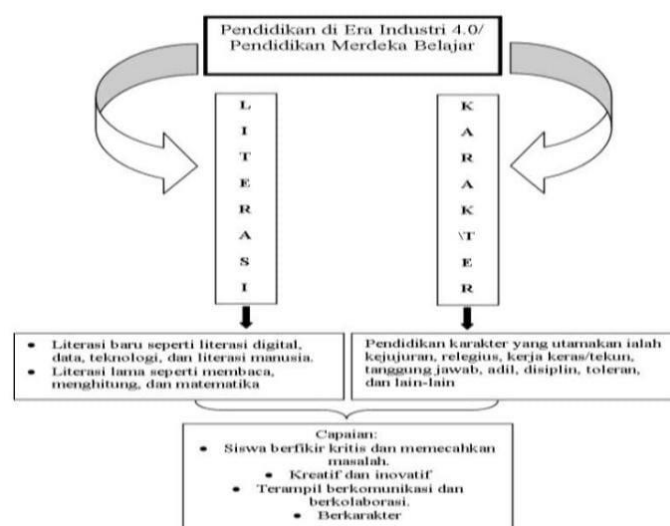 Pendidikan di Era Industri 4.0/
Pendidikan Merdeka Belajar
L
I
T
E
R
A
S
I
K
A
R
A
K
\T
E
R
• Literasi baru seperti literasi digital,
data, teknologi, dan literasi manusia.
• Literasi lama seperti membaca,
menghitung, dan matematika
Pendidikan karakter yang utamakan ialah
kejujuran, relegius, kerja keras/tekun,
tanggung jawab, adil, disiplin, toleran,
dan lain-lain
Capaian:
• Siswa berfikir kritis dan memecahkan
masalah.
• Kreatif dan inovatif
• Terampil berkomunikasi dan
berkolaborasi.
• Berkarakter